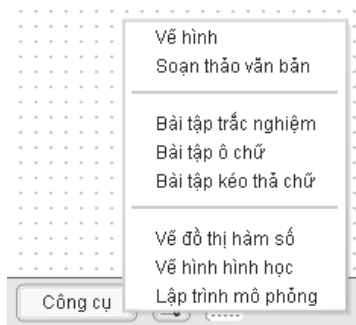 Vẽ hình
Soạn thảo văn bản
Bài tập trắc nghiệm
Bài tập ô chữ
Bài tập kéo thả chữ
Vẽ đồ thị hàm số
Vẽ hình hình học
Lập trình mô phỏng
Công cụ